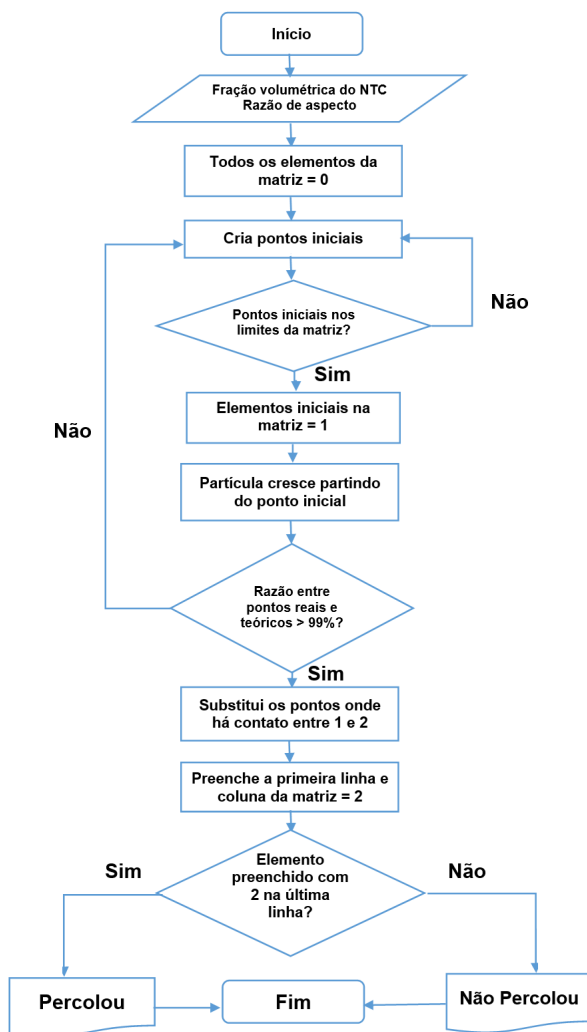 Início
Fração volumétrica do NTC
Razão de aspecto
Todos os elementos da
matriz = 0
Cria pontos iniciais
Pontos iniciais nos
limites da matriz?
Não
Sim
Elementos iniciais na
matriz = 1
Não
Partícula cresce partindo
do ponto inicial
Razão entre
pontos reais e
teóricos > 99%?
Sim
Substitui os pontos onde
há contato entre 1 e 2
Preenche a primeira linha e
coluna da matriz = 2
Sim
Elemento
preenchido com
2 na última
linha?
Não
Percolou
Fim
Não Percolou